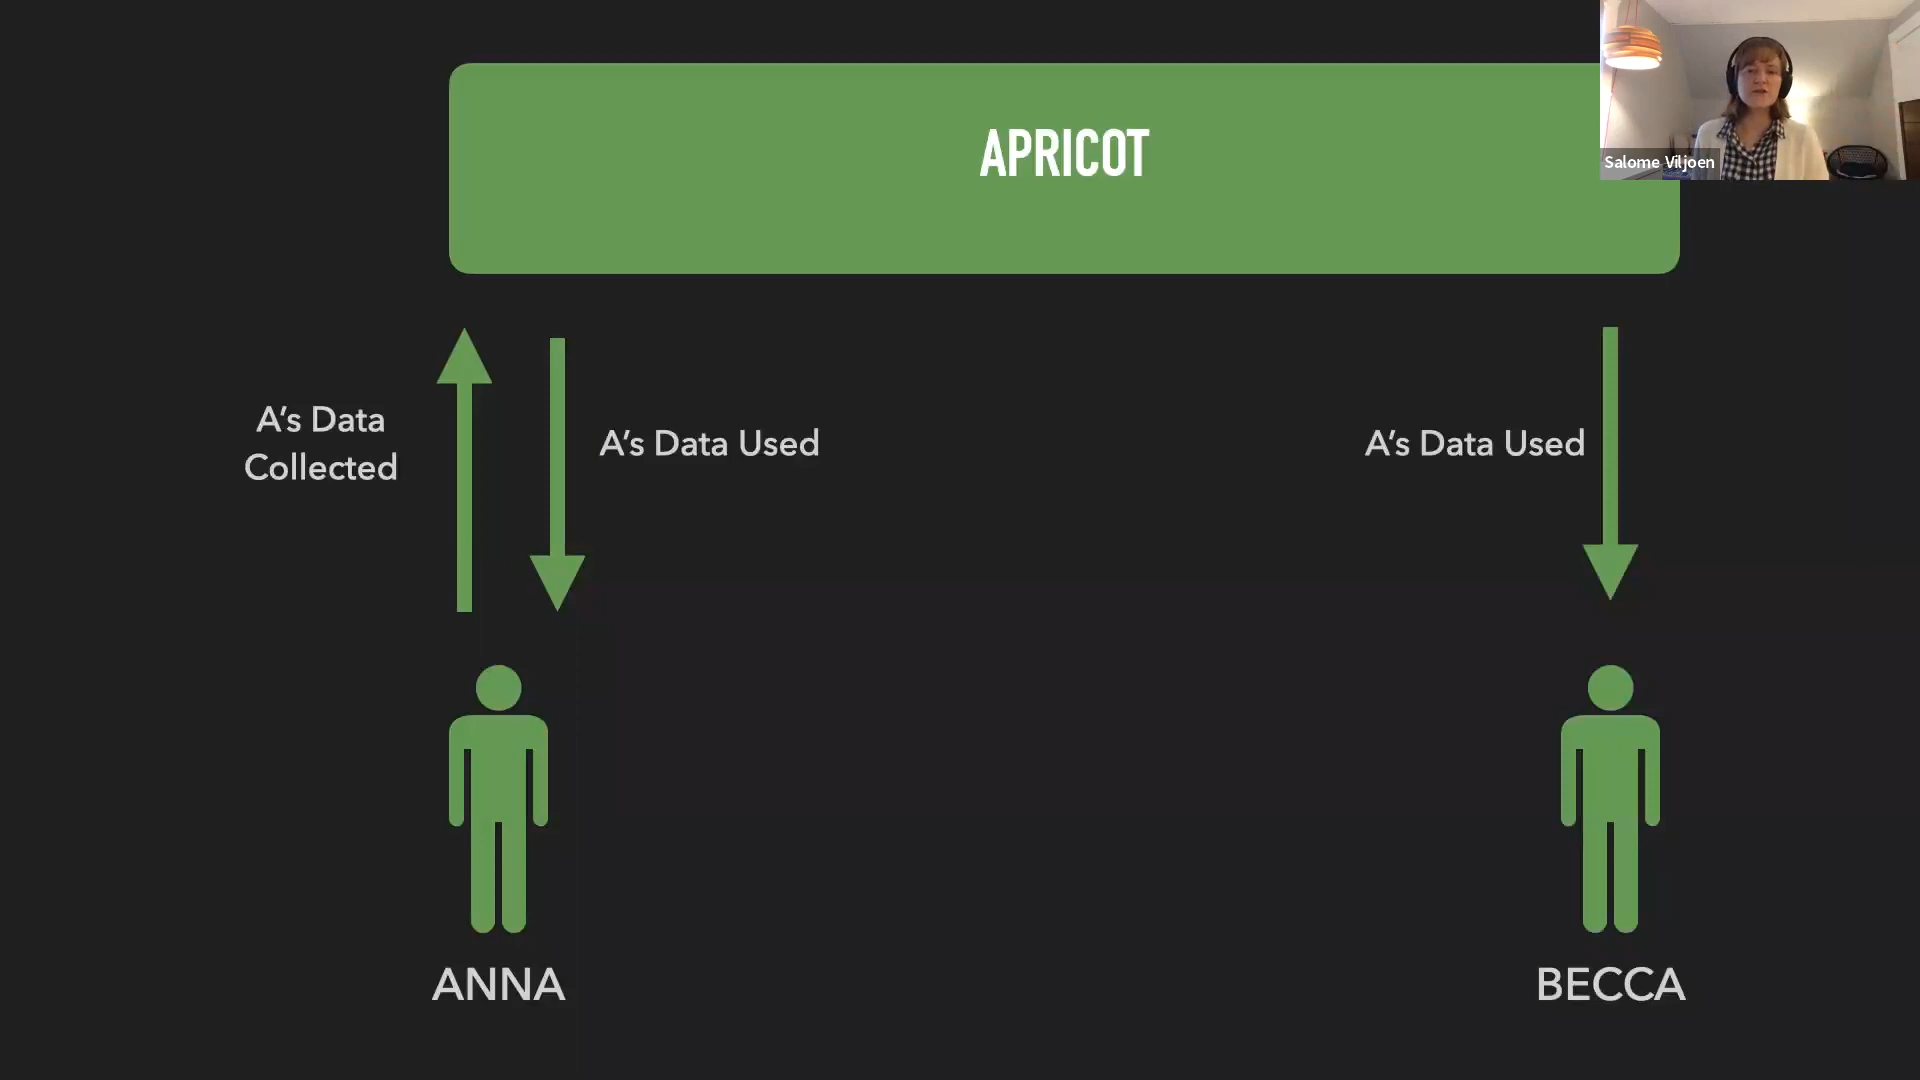 APRICOT
Salome Viljoen
A's Data
Collected
A's Data Used
A's Data Used
ANNA
BECCA